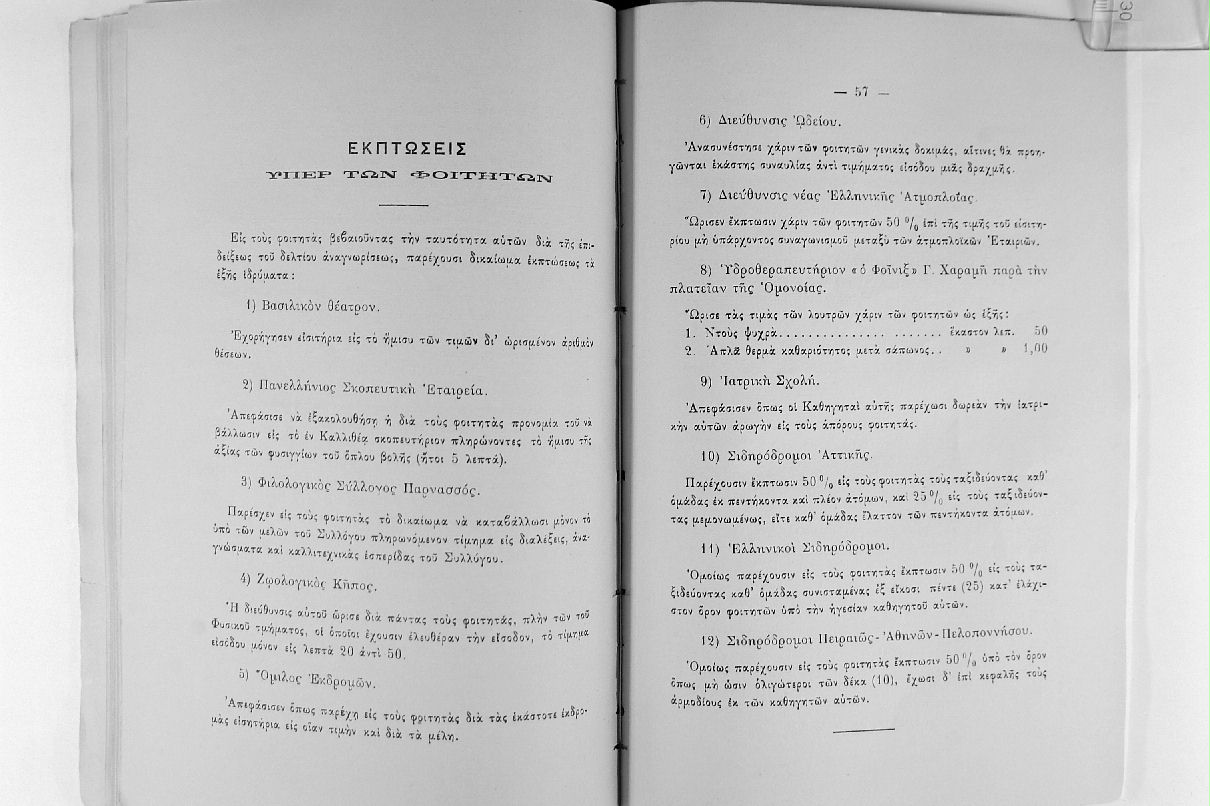 ΕΚΠΤΩΣΕΙΣ
ΥΠΕΡ ΤΩΝ ΦΟΙΤΗΤΩΝ
Εἰς τοὺς φοιτητὰς βεβαιοῦντας τὴν ταυτότητα αὐτῶν διὰ τῆς ἐπι-
δείξεως τοῦ δελτίου ἀναγνωρίσεως, παρέχουσι δικαίωμα ἐκπτώσεως τὰ
ἑξῆς ἱδρύματα:
1) Βασιλικὸν θέατρον.
Ἐχορήγησεν εἰσιτήρια εἰς τὸ ἥμισυ τῶν τιμῶν δι' ὡρισμένον ἀριθμὸν
θέσεων.
2) Πανελλήνιος Σκοπευτικὴ Ἑταιρεία.
Ἀπεφάσισε νὰ ἐξακολουθήσῃ ἡ διὰ τοὺς φοιτητὰς προνομία τοῦ νὰ
βάλλωσιν εἰς τὸ ἐν Καλλιθέᾳ σκοπευτήριον πληρώνοντες τὸ ἥμισυ τῆς
ἀξίας τῶν φυσιγγίων τοῦ ὅπλου βολῆς (ἤτοι 5 λεπτά).
3) Φιλολογικὸς Σύλλογος Παρνασσός.
Παρέσχεν εἰς τοὺς φοιτητὰς τὸ δικαίωμα νὰ καταβάλλωσι μόνον τὸ
ὑπὸ τῶν μελῶν τοῦ Συλλόγου πληρωνόμενον τίμημα εἰς διαλέξεις, ἀνα-
γνώσματα καὶ καλλιτεχνικὰς ἑσπερίδας τοῦ Συλλόγου.
4) Ζῳολογικὸς Κῆπος.
Ἡ διεύθυνσις αὐτοῦ ὥρισε διὰ πάντας τοὺς φοιτητάς, πλὴν τῶν τοῦ
Φυσικοῦ τμήματος, οἱ ὁποῖοι ἔχουσιν ἐλευθέραν τὴν εἴσοδον, τὸ τίμημα
εἰσόδου μόνον εἰς λεπτὰ 20 ἀντὶ 50.
5) Ὅμιλος Ἐκδρομῶν.
Ἀπεφάσισεν ὅπως παρέχῃ εἰς τοὺς φοιτητὰς διὰ τὰς ἑκάστοτε ἐκδρο-
μὰς εἰσητήρια εἰς οἵαν τιμὴν καὶ διὰ τὰ μέλη.
— 57 —
6) Διεύθυνσις Ὠδείου.
Ἀνασυνέστησε χάριν τῶν φοιτητῶν γενικὰς δοκιμάς, αἵτινες θὰ προη-
γῶνται ἑκάστης συναυλίας ἀντὶ τιμήματος εἰσόδου μιᾶς δραχμῆς.
7) Διεύθυνσις νέας Ἑλληνικῆς Ἀτμοπλοΐας.
Ὥρισεν ἔκπτωσιν χάριν τῶν φοιτητῶν 50 % ἐπὶ τῆς τιμῆς τοῦ εἰσιτη-
ρίου μὴ ὑπάρχοντος συναγωνισμοῦ μεταξὺ τῶν ἀτμοπλοϊκῶν Ἑταιριῶν.
8) Ὑδροθεραπευτήριον «ὁ Φοῖνιξ» Γ. Χαραμῆ παρὰ τὴν
πλατεῖαν τῆς Ὁμονοίας.
Ὥρισε τὰς τιμὰς τῶν λουτρῶν χάριν τῶν φοιτητῶν ὡς ἑξῆς:
1. Ντοὺς ψυχρὰ................ ........ ἕκαστον λεπ. 50
2. Ἁπλᾶ θερμὰ καθαριότητος μετὰ σάπωνος.. » » 1,00
9) Ἰατρικὴ Σχολή.
Ἀπεφάσισεν ὅπως οἱ Καθηγηταὶ αὐτῆς παρέχωσι δωρεὰν τὴν ἰατρι-
κὴν αὐτῶν ἀρωγὴν εἰς τοὺς ἀπόρους φοιτητάς.
10) Σιδηρόδρομοι Ἀττικῆς.
Παρέχουσιν ἔκπτωσιν 50 % εἰς τοὺς φοιτητὰς τοὺς ταξιδεύοντας καθ'
ὁμάδας ἐκ πεντήκοντα καὶ πλέον ἀτόμων, καὶ 25 % εἰς τοὺς ταξιδεύον-
τας μεμονωμένως, εἴτε καθ' ὁμάδας ἔλαττον τῶν πεντήκοντα ἀτόμων.
11) Ἑλληνικοὶ Σιδηρόδρομοι.
Ὁμοίως παρέχουσιν εἰς τοὺς φοιτητὰς ἔκπτωσιν 50 % εἰς τοὺς τα-
ξιδεύοντας καθ' ὁμάδας συνισταμένας ἐξ εἴκοσι πέντε (25) κατ' ἐλάχι-
στον ὅρον φοιτητῶν ὑπὸ τὴν ἡγεσίαν καθηγητοῦ αὐτῶν.
12) Σιδηρόδρομοι Πειραιῶς-Ἀθηνῶν-Πελοποννήσου.
Ὁμοίως παρέχουσιν εἰς τοὺς φοιτητὰς ἔκπτωσιν 50 % ὑπὸ τὸν ὅρον
ὅπως μὴ ὦσιν ὀλιγώτεροι τῶν δέκα (10), ἔχωσι δ' ἐπὶ κεφαλῆς τοὺς
ἁρμοδίους ἐκ τῶν καθηγητῶν αὐτῶν.
30